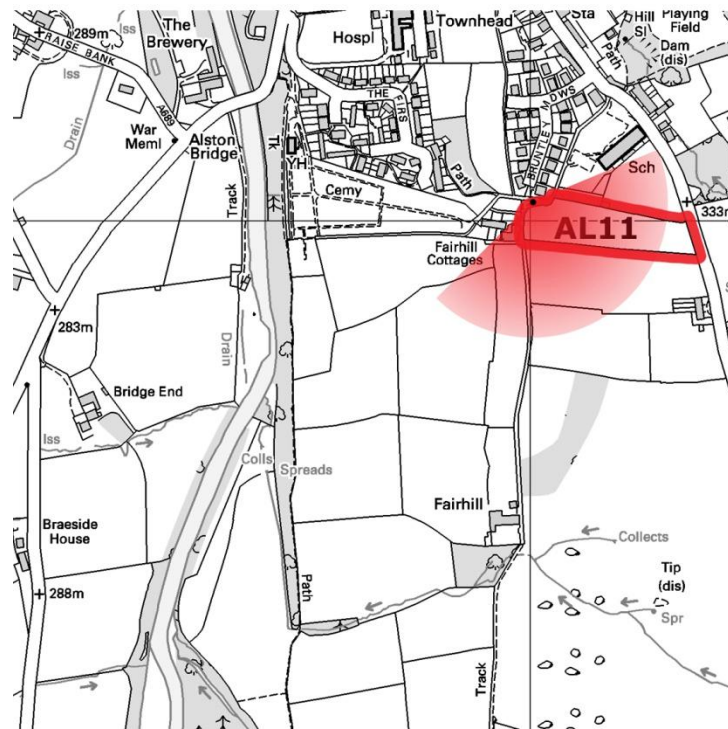 The
Brewery
289m
RAISE BANK
Iss
Iss
Drain
War
Meml
A689
Alston
Bridge
Track
Tk
YH
Hospl
Townhead
THE FIRS
Path
BRUNTLEY MDWS
Cemy
Sta
Hill
Sl
Playing
Field
Dam
(dis)
Path
Sch
333m
AL11
Fairhill
Cottages
283m
Drain
Bridge End
Iss
Colls
Spreads
Fairhill
Braeside
House
288m
Path
Collects
Tip
(dis)
Spr
Track